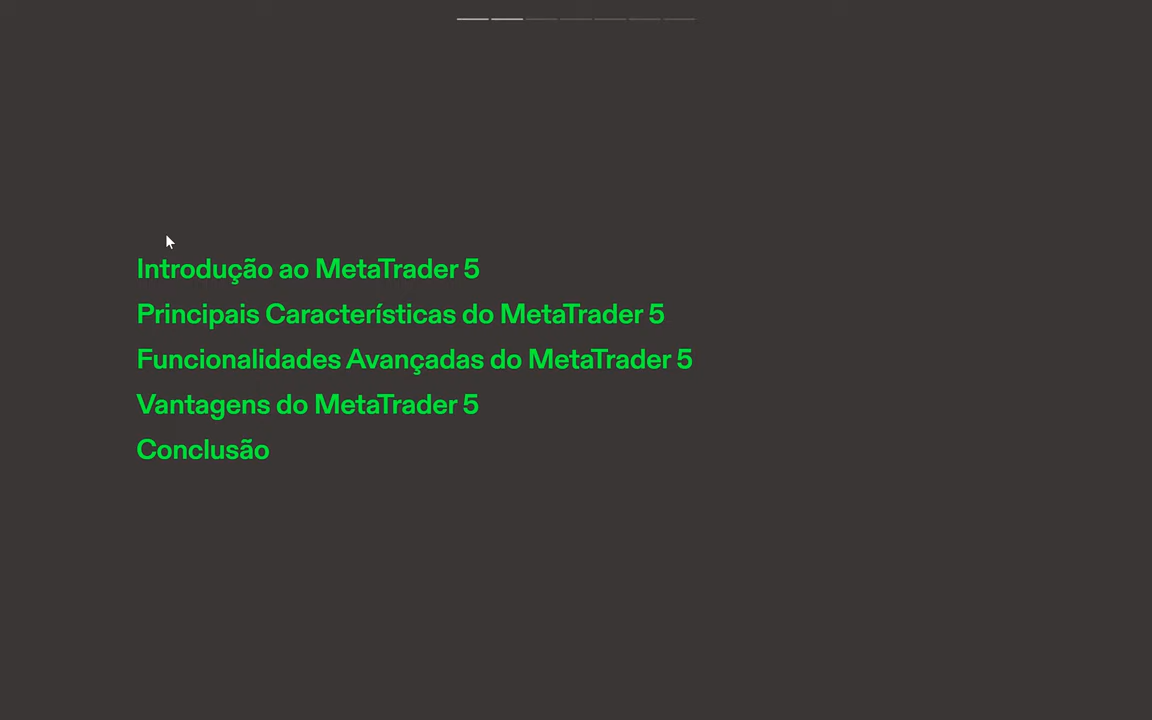 Introdução ao MetaTrader 5
Principais Características do MetaTrader 5
Funcionalidades Avançadas do MetaTrader 5
Vantagens do MetaTrader 5
Conclusão